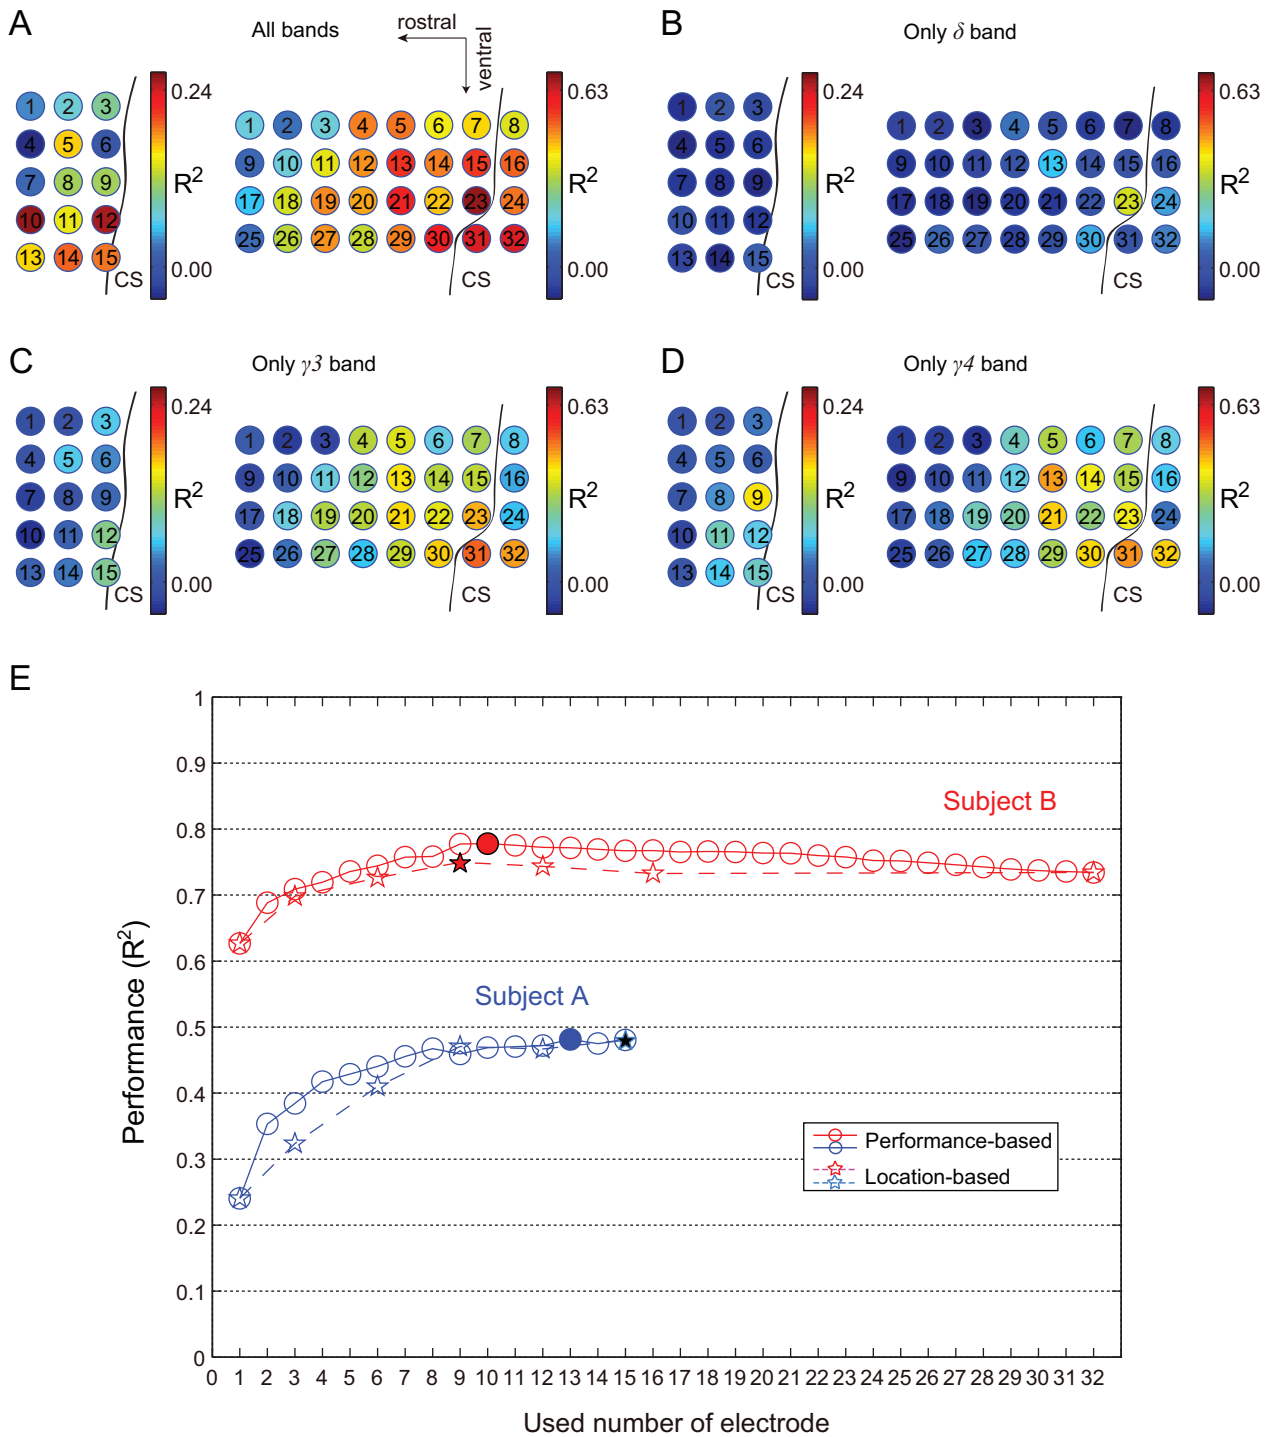 A
All bands
rostral
ventral
1 2 3
4 5 6
7 8 9
10 11 12
13 14 15
CS
0.24
R²
0.00
1 2 3 4 5 6 7 8
9 10 11 12 13 14 15 16
17 18 19 20 21 22 23 24
25 26 27 28 29 30 31 32
CS
0.63
R²
0.00
B
Only δ band
1 2 3
4 5 6
7 8 9
10 11 12
13 14 15
CS
0.24
R²
0.00
1 2 3 4 5 6 7 8
9 10 11 12 13 14 15 16
17 18 19 20 21 22 23 24
25 26 27 28 29 30 31 32
CS
0.63
R²
0.00
C
Only γ3 band
1 2 3
4 5 6
7 8 9
10 11 12
13 14 15
CS
0.24
R²
0.00
1 2 3 4 5 6 7 8
9 10 11 12 13 14 15 16
17 18 19 20 21 22 23 24
25 26 27 28 29 30 31 32
CS
0.63
R²
0.00
D
Only γ4 band
1 2 3
4 5 6
7 8 9
10 11 12
13 14 15
CS
0.24
R²
0.00
1 2 3 4 5 6 7 8
9 10 11 12 13 14 15 16
17 18 19 20 21 22 23 24
25 26 27 28 29 30 31 32
CS
0.63
R²
0.00
E
Performance (R²)
1
0.9
0.8
0.7
0.6
0.5
0.4
0.3
0.2
0.1
0
Subject B
Subject A
Performance-based
Location-based
0 1 2 3 4 5 6 7 8 9 10 11 12 13 14 15 16 17 18 19 20 21 22 23 24 25 26 27 28 29 30 31 32
Used number of electrode